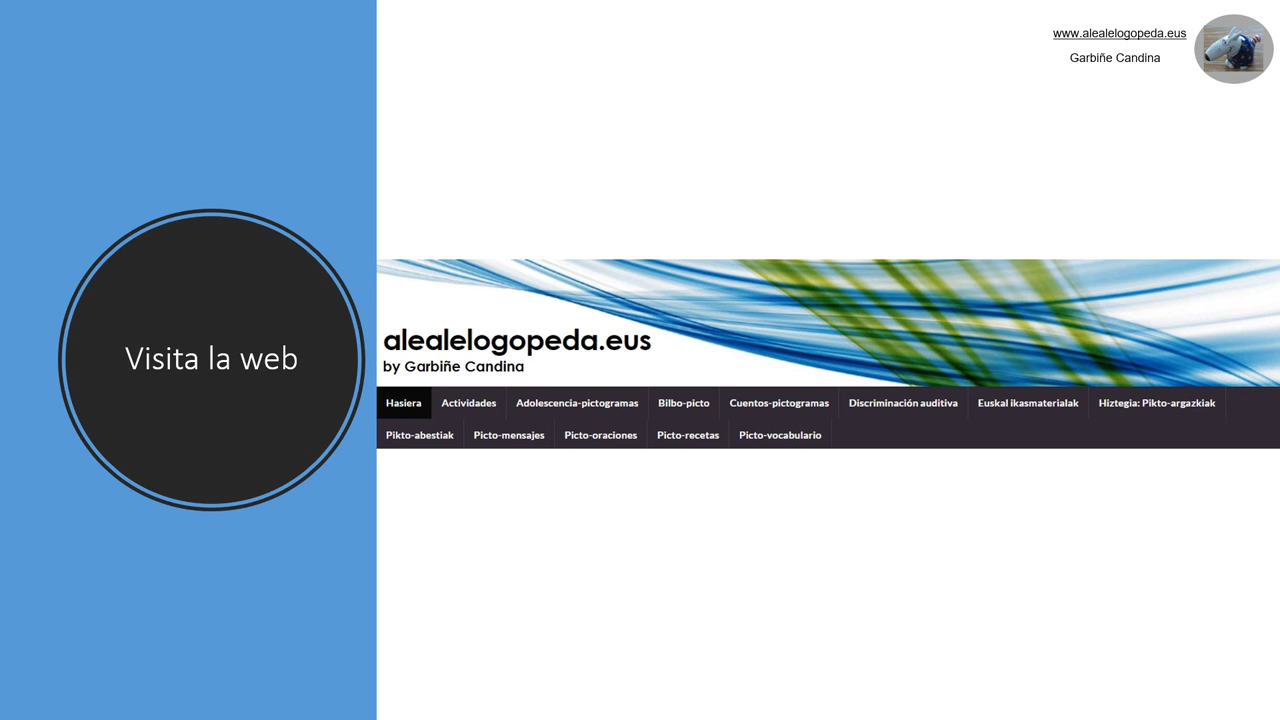 www.alealelogopeda.eus
Garbiñe Candina
Visita la web
alealelogopeda.eus
by Garbiñe Candina
Hasiera Actividades Adolescencia-pictogramas Bilbo-picto Cuentos-pictogramas Discriminación auditiva Euskal ikasmaterialak Hiztegia: Pikto-argazkiak
Pikto-abestiak Picto-mensajes Picto-oraciones Picto-recetas Picto-vocabulario